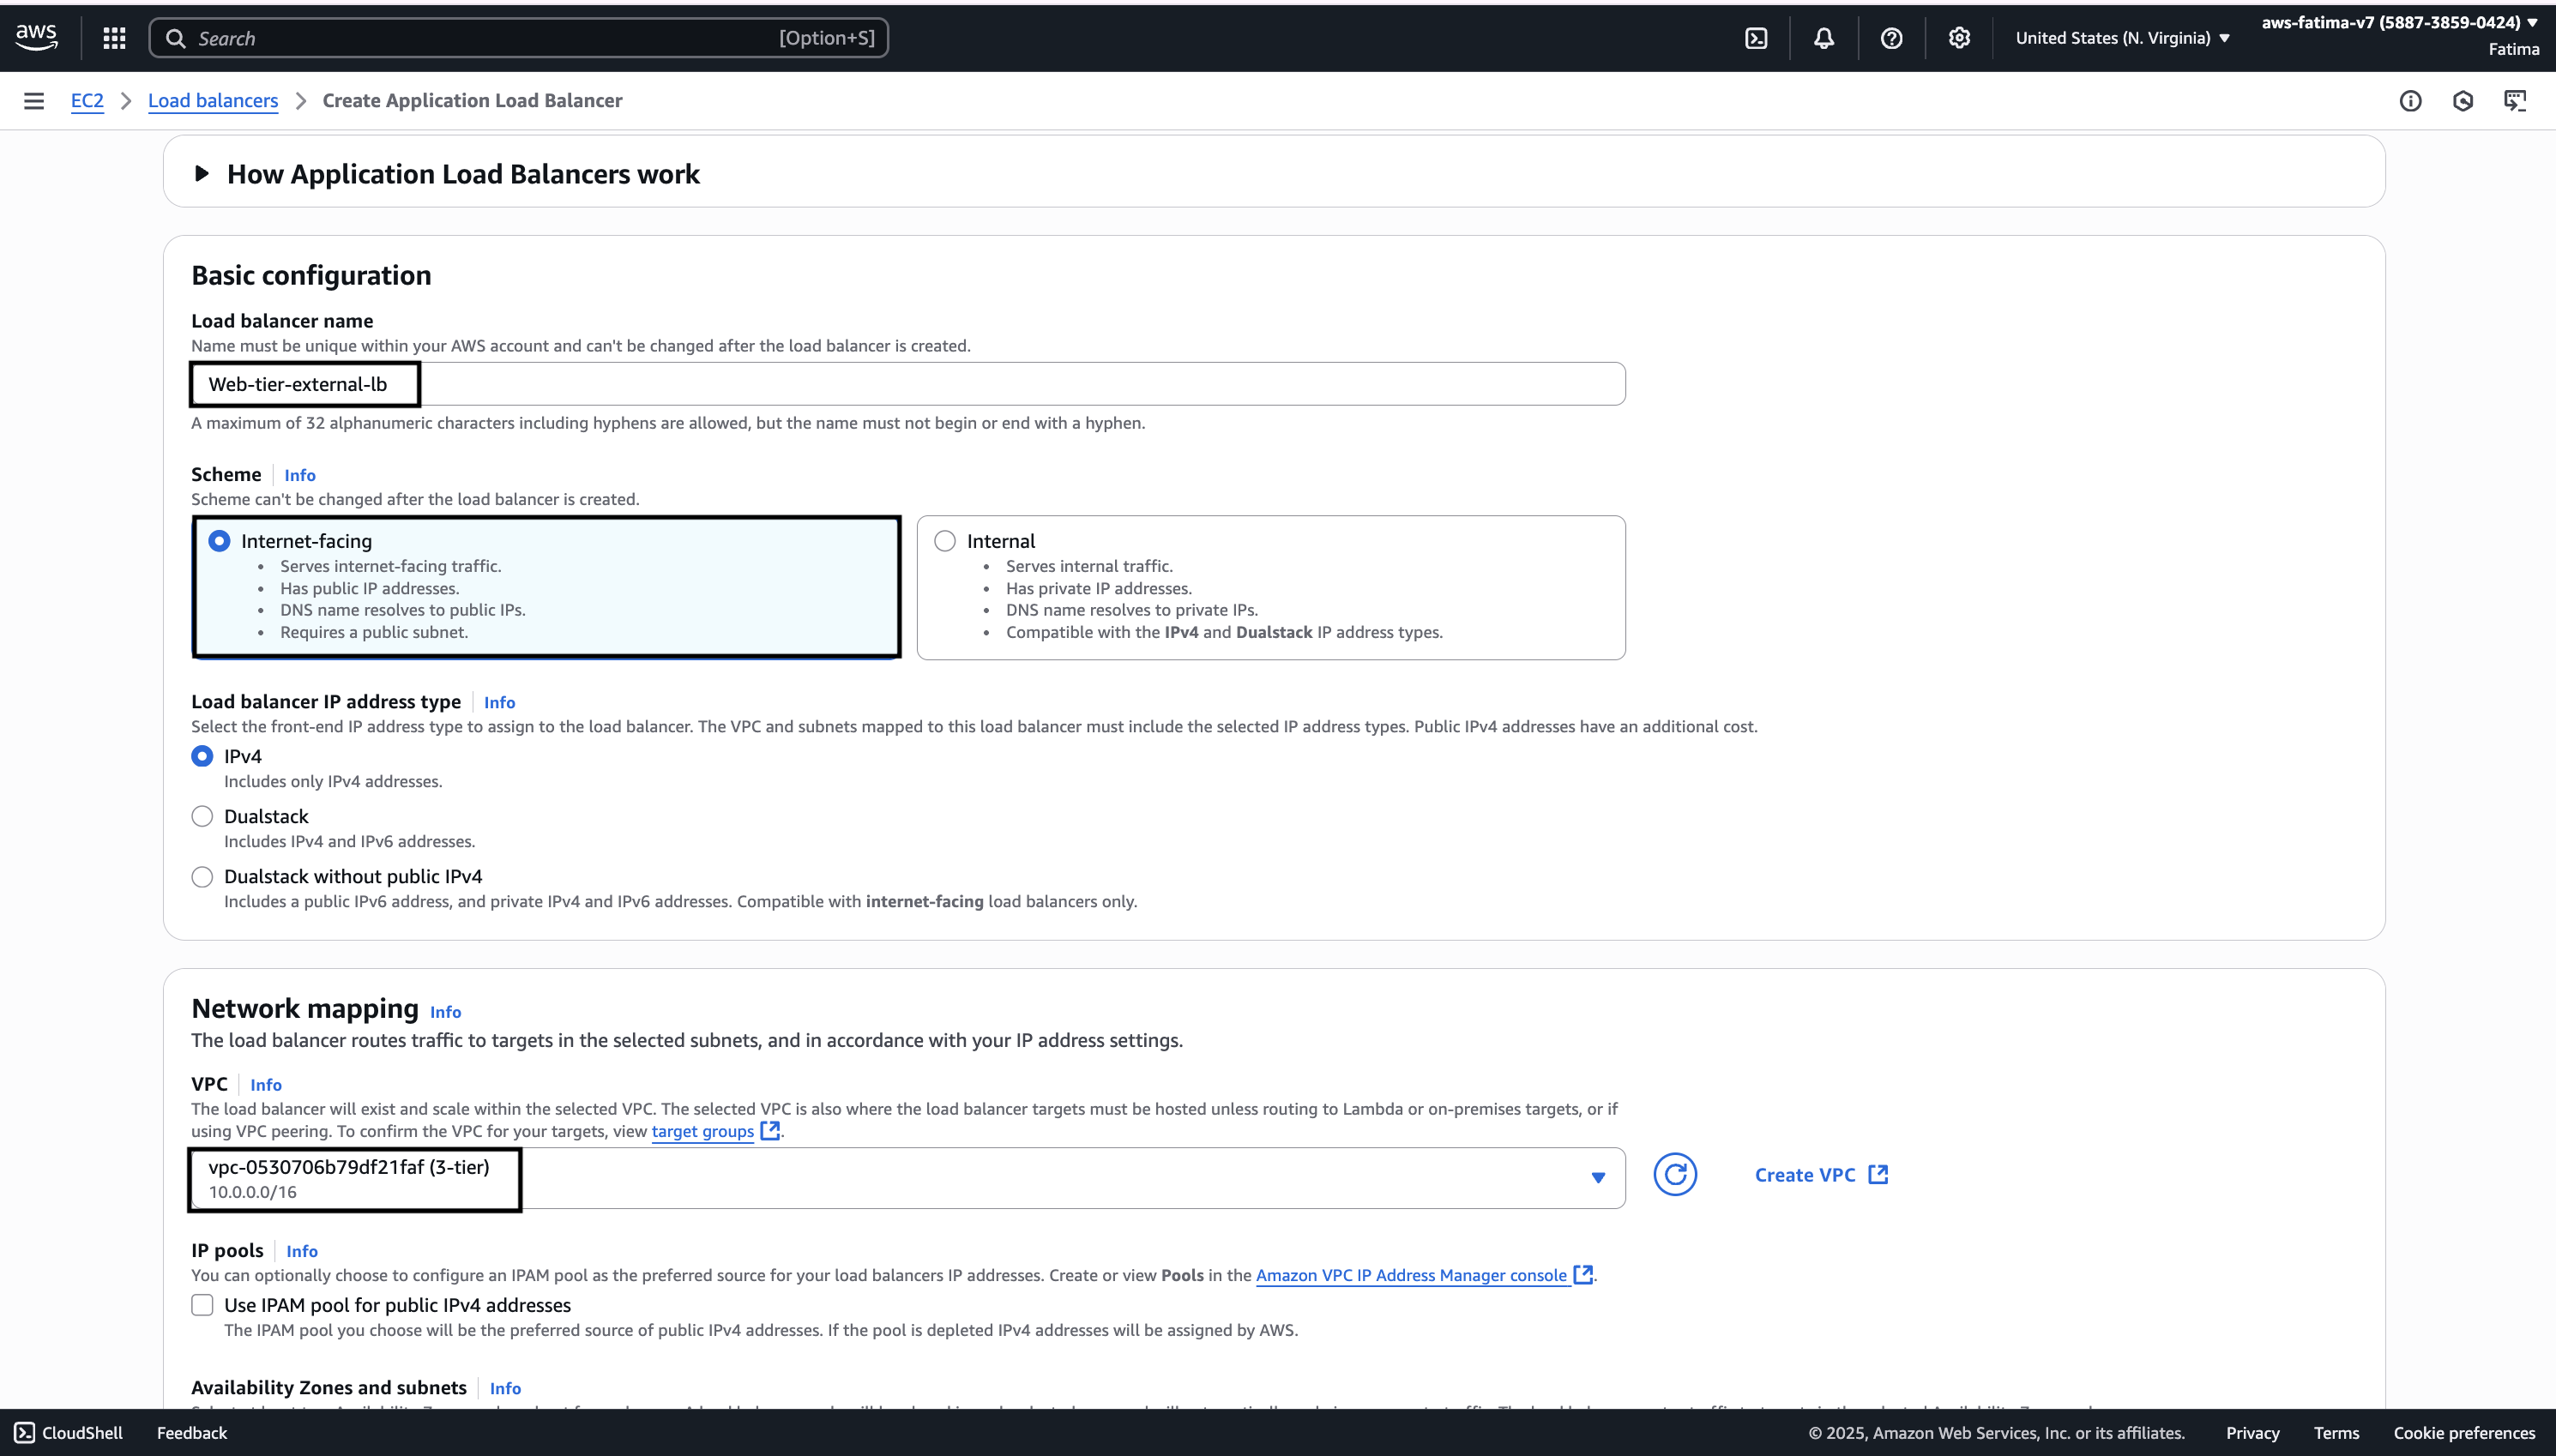 aws
Search
[Option+S]
United States (N. Virginia)
aws-fatima-v7 (5887-3859-0424)
Fatima
EC2
Load balancers
Create Application Load Balancer
How Application Load Balancers work
Basic configuration
Load balancer name
Name must be unique within your AWS account and can't be changed after the load balancer is created.
Web-tier-external-lb
A maximum of 32 alphanumeric characters including hyphens are allowed, but the name must not begin or end with a hyphen.
Scheme Info
Scheme can't be changed after the load balancer is created.
Internet-facing
• Serves internet-facing traffic.
• Has public IP addresses.
• DNS name resolves to public IPs.
• Requires a public subnet.
Internal
• Serves internal traffic.
• Has private IP addresses.
• DNS name resolves to private IPs.
• Compatible with the IPv4 and Dualstack IP address types.
Load balancer IP address type Info
Select the front-end IP address type to assign to the load balancer. The VPC and subnets mapped to this load balancer must include the selected IP address types. Public IPv4 addresses have an additional cost.
IPv4
Includes only IPv4 addresses.
Dualstack
Includes IPv4 and IPv6 addresses.
Dualstack without public IPv4
Includes a public IPv6 address, and private IPv4 and IPv6 addresses. Compatible with internet-facing load balancers only.
Network mapping Info
The load balancer routes traffic to targets in the selected subnets, and in accordance with your IP address settings.
VPC Info
The load balancer will exist and scale within the selected VPC. The selected VPC is also where the load balancer targets must be hosted unless routing to Lambda or on-premises targets, or if
using VPC peering. To confirm the VPC for your targets, view target groups.
vpc-0530706b79df21faf (3-tier)
10.0.0.0/16
Create VPC
IP pools Info
You can optionally choose to configure an IPAM pool as the preferred source for your load balancers IP addresses. Create or view Pools in the Amazon VPC IP Address Manager console.
Use IPAM pool for public IPv4 addresses
The IPAM pool you choose will be the preferred source of public IPv4 addresses. If the pool is depleted IPv4 addresses will be assigned by AWS.
Availability Zones and subnets Info
CloudShell
Feedback
© 2025, Amazon Web Services, Inc. or its affiliates.
Privacy
Terms
Cookie preferences